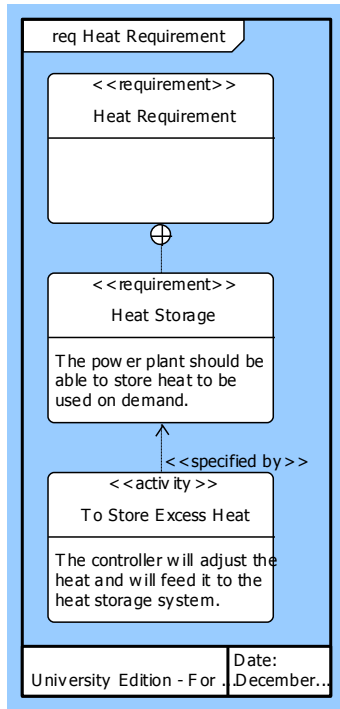 req Heat Requirement
<<requirement>>
Heat Requirement
<<requirement>>
Heat Storage
The power plant should be
able to store heat to be
used on demand.
<<specified by>>
<<activity>>
To Store Excess Heat
The controller will adjust the
heat and will feed it to the
heat storage system.
University Edition - For ...
Date:
December...